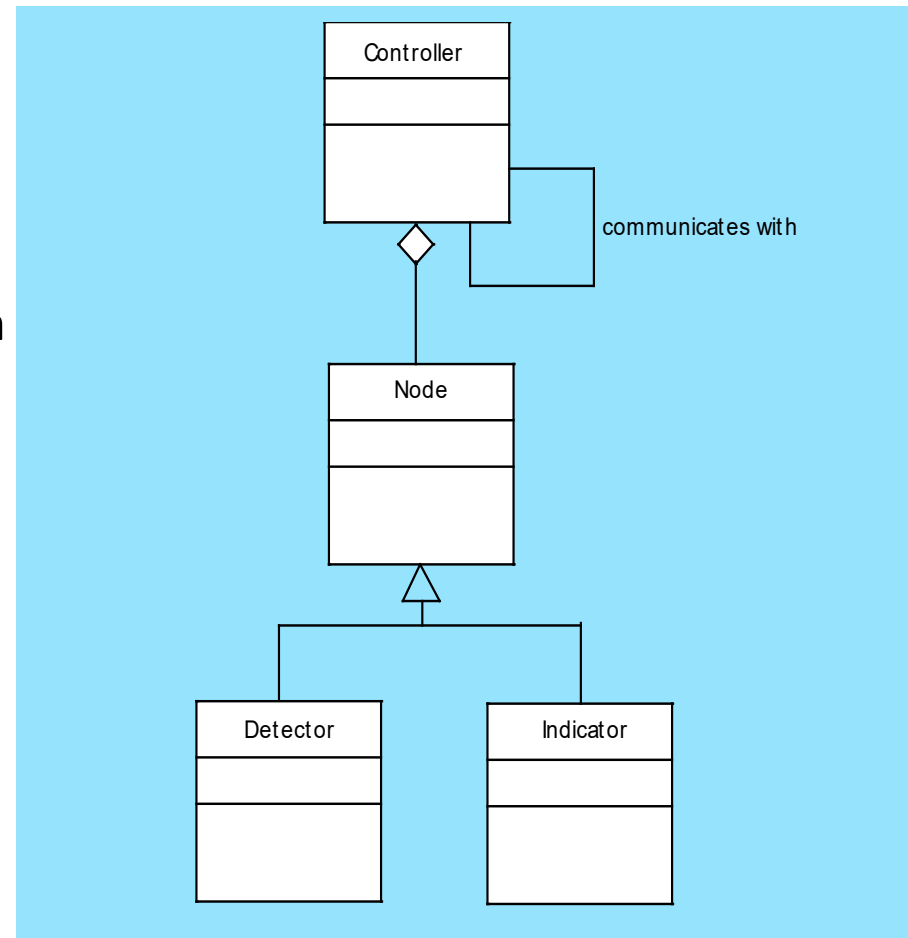 Controller
communicates with
n
Node
Detector
Indicator